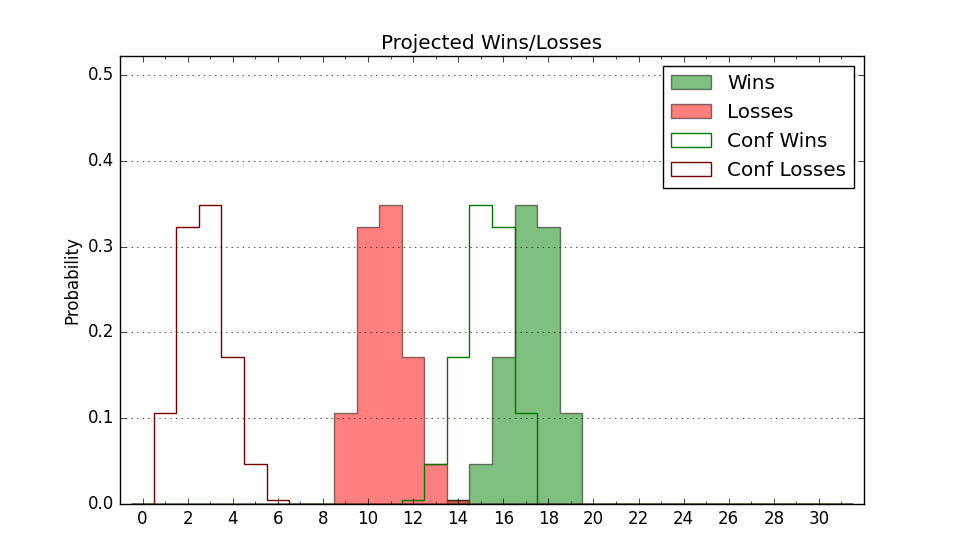 Projected Wins/Losses
0.5
0.4
0.3
0.2
0.1
0.0
Probability
Wins
Losses
Conf Wins
Conf Losses
0 2 4 6 8 10 12 14 16 18 20 22 24 26 28 30